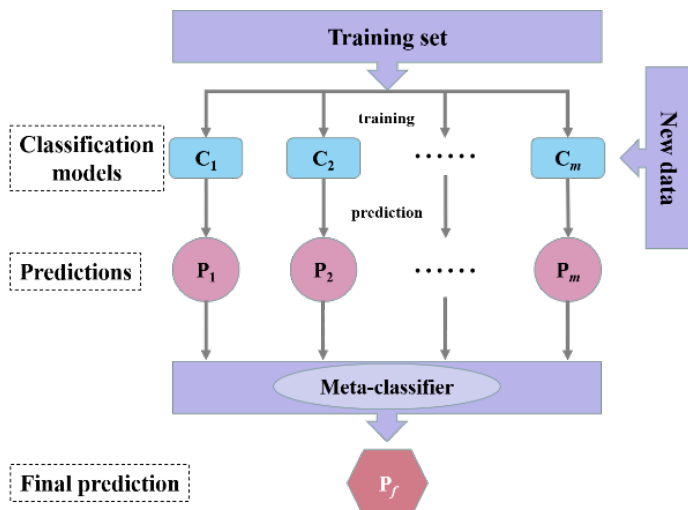 Training set
training
Classification
models
C1
C2
······
Cm
New data
prediction
Predictions
P1
P2
······
Pm
Meta-classifier
Final prediction
Pf